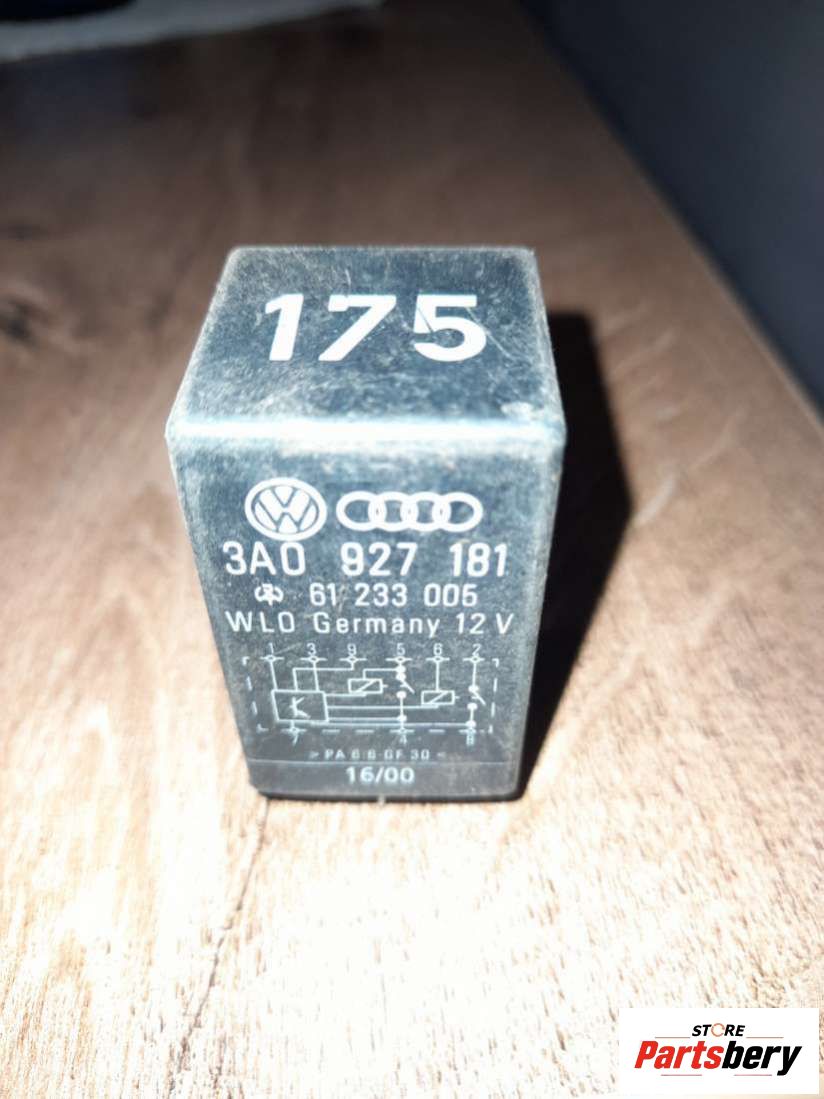 175
3A0 927 181
61 233 005
WLO Germany 12 V
1 3 9 5 6 2
K
7 4 8
> PA 6 6 GF 30 <
16/00
STORE
Partsbery